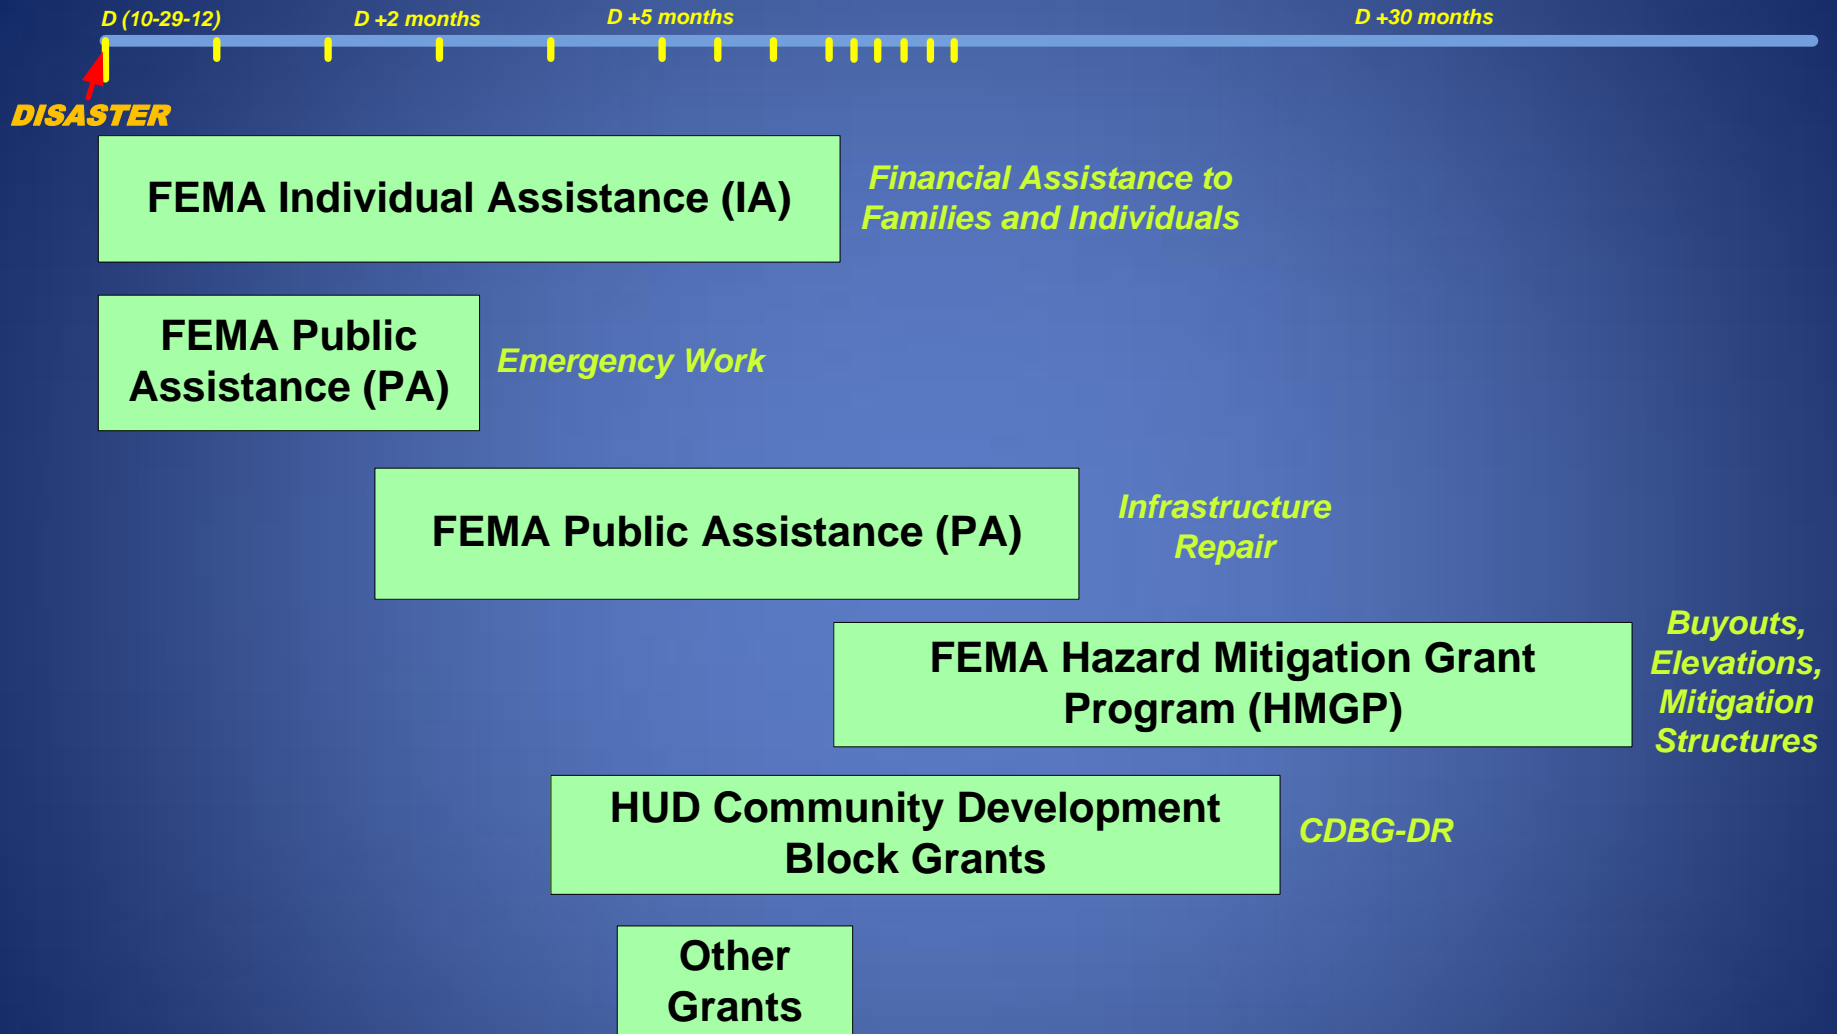 D (10-29-12)
D +2 months
D +5 months
D +30 months
DISASTER
FEMA Individual Assistance (IA)
Financial Assistance to
Families and Individuals
FEMA Public
Assistance (PA)
Emergency Work
FEMA Public Assistance (PA)
Infrastructure
Repair
FEMA Hazard Mitigation Grant
Program (HMGP)
Buyouts,
Elevations,
Mitigation
Structures
HUD Community Development
Block Grants
CDBG-DR
Other
Grants